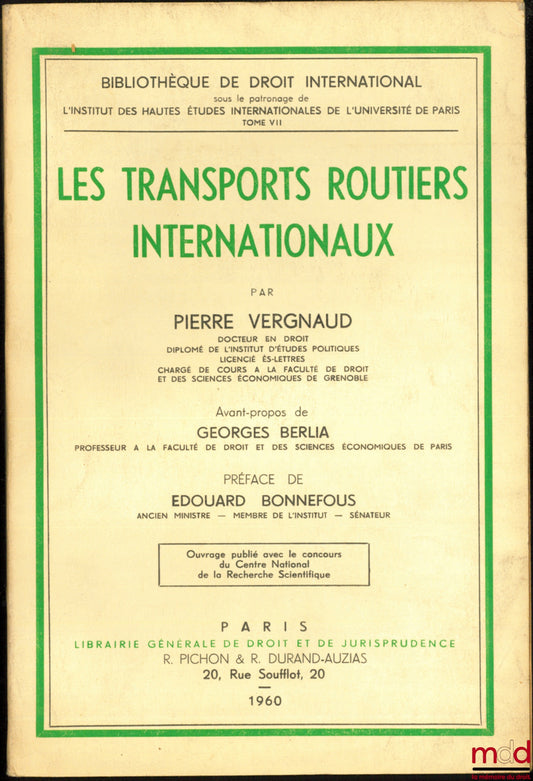 BIBLIOTHÈQUE DE DROIT INTERNATIONAL
sous le patronage de
L'INSTITUT DES HAUTES ÉTUDES INTERNATIONALES DE L'UNIVERSITÉ DE PARIS
TOME VII
LES TRANSPORTS ROUTIERS
INTERNATIONAUX
PAR
PIERRE VERGNAUD
DOCTEUR EN DROIT
DIPLOMÉ DE L'INSTITUT D'ÉTUDES POLITIQUES
LICENCIÉ ÈS-LETTRES
CHARGÉ DE COURS A LA FACULTÉ DE DROIT
ET DES SCIENCES ÉCONOMIQUES DE GRENOBLE
Avant-propos de
GEORGES BERLIA
PROFESSEUR A LA FACULTÉ DE DROIT ET DES SCIENCES ÉCONOMIQUES DE PARIS
PRÉFACE DE
EDOUARD BONNEFOUS
ANCIEN MINISTRE — MEMBRE DE L'INSTITUT — SÉNATEUR
Ouvrage publié avec le concours
du Centre National
de la Recherche Scientifique
PARIS
LIBRAIRIE GÉNÉRALE DE DROIT ET DE JURISPRUDENCE
R. PICHON & R. DURAND-AUZIAS
20, Rue Soufflot, 20
1960
mdd
la mémoire du droit